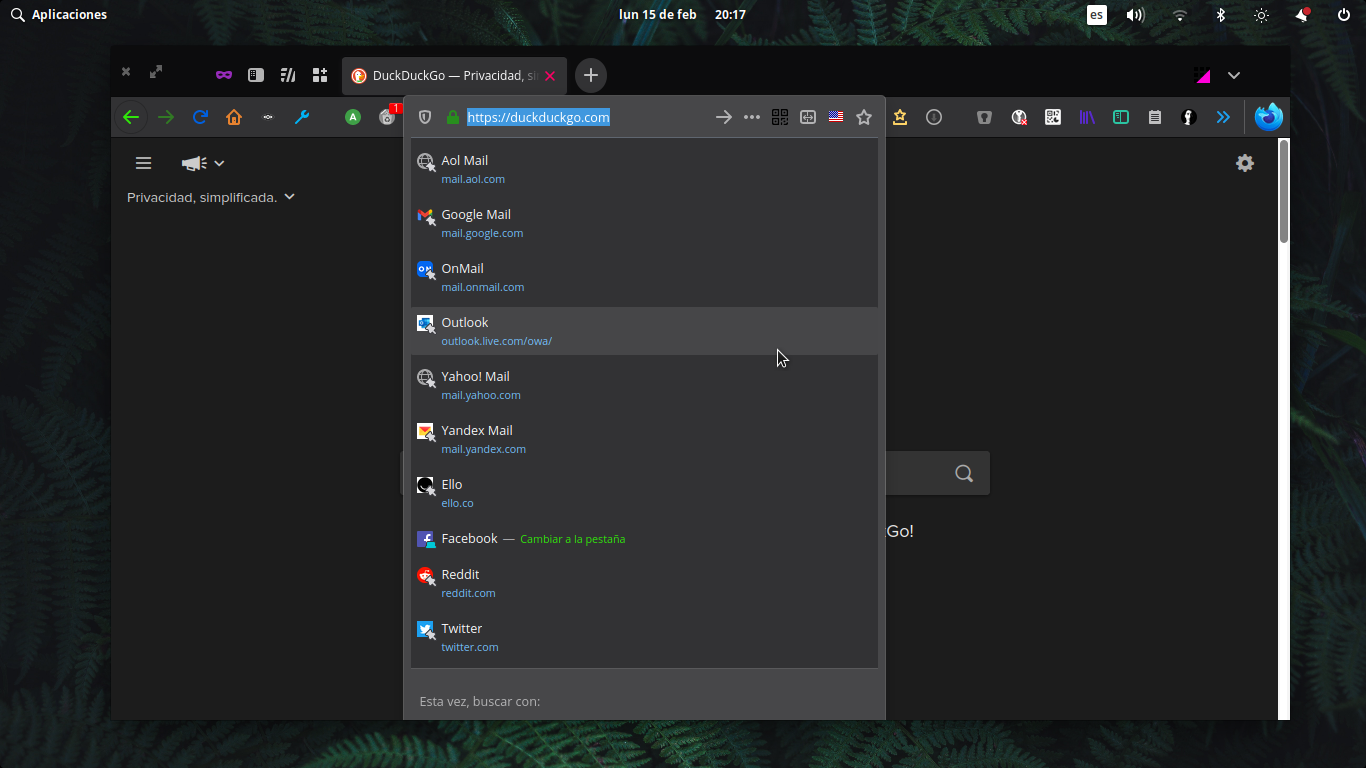 Aplicaciones
lun 15 de feb 20:17
es
DuckDuckGo — Privacidad, si
A
1
https://duckduckgo.com
Privacidad, simplificada.
Aol Mail
mail.aol.com
Google Mail
mail.google.com
OnMail
mail.onmail.com
Outlook
outlook.live.com/owa/
Yahoo! Mail
mail.yahoo.com
Yandex Mail
mail.yandex.com
Ello
ello.co
Facebook — Cambiar a la pestaña
Go!
Reddit
reddit.com
Twitter
twitter.com
Esta vez, buscar con: